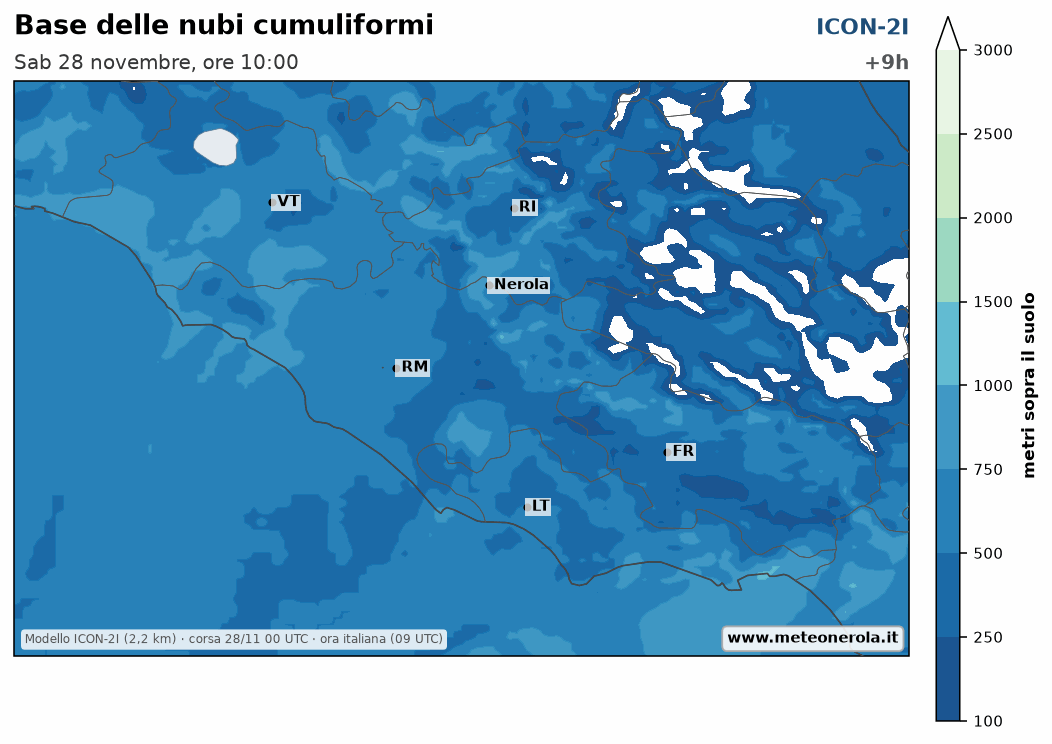 Base delle nubi cumuliformi
ICON-2I
Sab 28 novembre, ore 10:00
+9h
3000
2500
2000
1500
1000
750
500
250
100
metri sopra il suolo
VT
RI
Nerola
RM
FR
LT
Modello ICON-2I (2,2 km) · corsa 28/11 00 UTC · ora italiana (09 UTC)
www.meteonerola.it